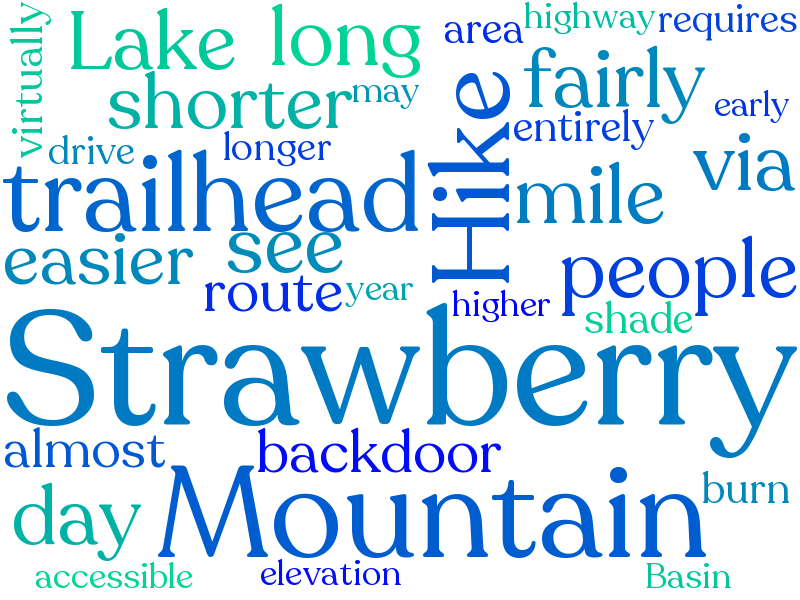 virtually
Lake long
area
highway
requires
shorter
may
fairly
early
drive
longer
Hike
entirely
via
trailhead
mile
easier
see
people
route
year
higher
shade
Strawberry
almost
backdoor
day
Mountain
burn
accessible
elevation
Basin